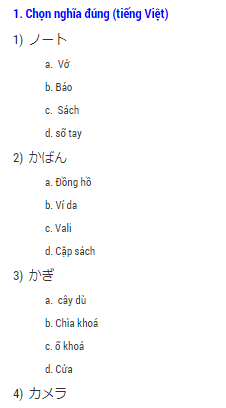 1. Chọn nghĩa đúng (tiếng Việt)
1) ノート
a. Vở
b. Báo
c. Sách
d. sổ tay
2) かばん
a. Đồng hồ
b. Ví da
c. Vali
d. Cặp sách
3) かぎ
a. cây dù
b. Chìa khoá
c. ổ khoá
d. Cửa
4) カメラ